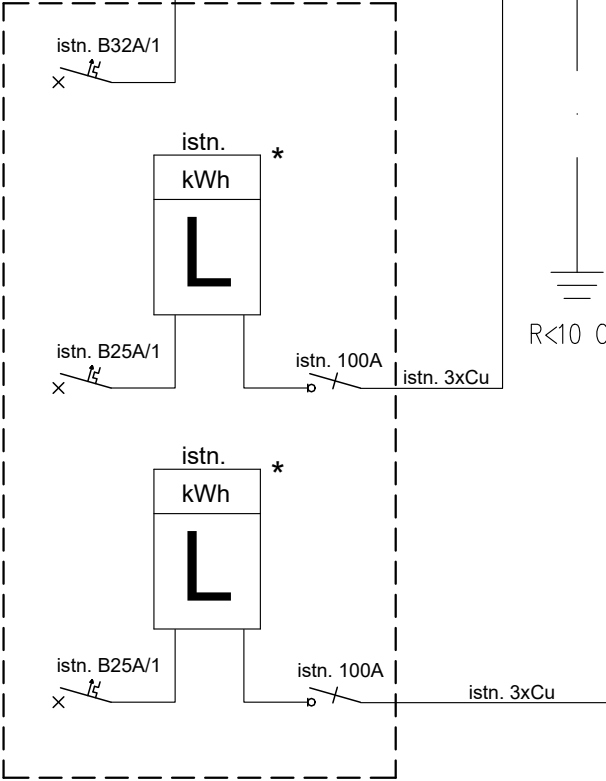 istn. B32A/1
istn.
*
kWh
L
R<10
istn. B25A/1
istn. 100A
istn. 3xCu
istn.
*
kWh
L
istn. B25A/1
istn. 100A
istn. 3xCu